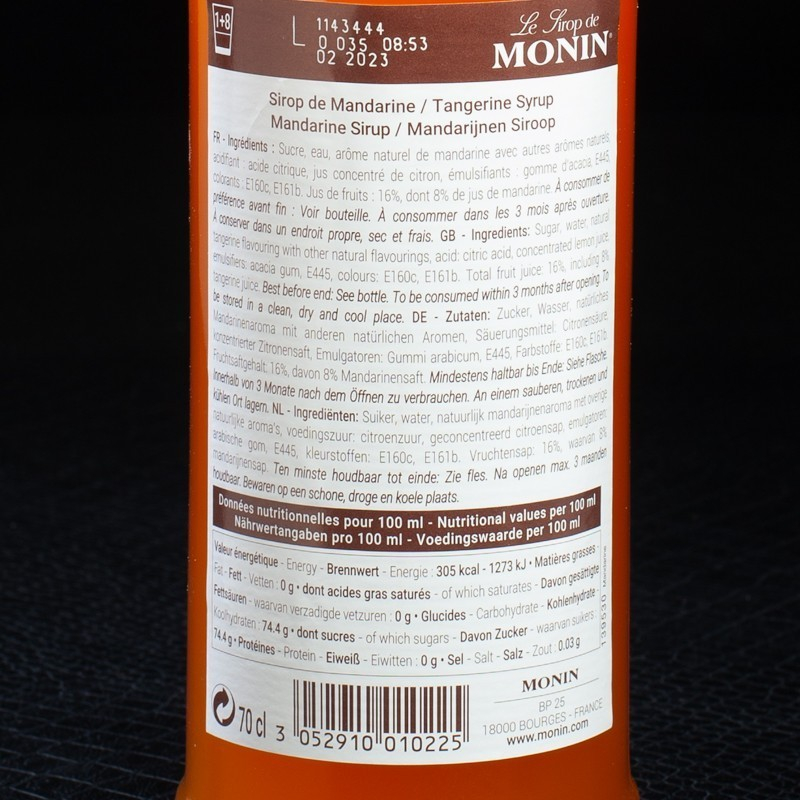 1+8
L 1143444
0 035 08:53
02 2023
Le Sirop de
MONIN
Sirop de Mandarine / Tangerine Syrup
Mandarine Sirup / Mandarijnen Siroop
FR - Ingrédients : Sucre, eau, arôme naturel de mandarine avec autres arômes naturels,
acidifiant : acide citrique, jus concentré de citron, émulsifiants : gomme d'acacia, E445,
colorants : E160c, E161b. Jus de fruits : 16%, dont 8% de jus de mandarine. À consommer de
préférence avant fin : Voir bouteille. À consommer dans les 3 mois après ouverture.
À conserver dans un endroit propre, sec et frais. GB - Ingredients: Sugar, water, natural
tangerine flavouring with other natural flavourings, acid: citric acid, concentrated lemon juice,
emulsifiers: acacia gum, E445, colours: E160c, E161b. Total fruit juice: 16%, including 8%
tangerine juice. Best before end: See bottle. To be consumed within 3 months after opening. To
be stored in a clean, dry and cool place. DE - Zutaten: Zucker, Wasser, natürliches
Mandarinenaroma mit anderen natürlichen Aromen, Säuerungsmittel: Citronensäure,
konzentrierter Zitronensaft, Emulgatoren: Gummi arabicum, E445, Farbstoffe: E160c, E161b.
Fruchtsaftgehalt: 16%, davon 8% Mandarinensaft. Mindestens haltbar bis Ende: Siehe Flasche.
Innerhalb von 3 Monate nach dem Öffnen zu verbrauchen. An einem sauberen, trockenen und
kühlen Ort lagern. NL - Ingrediënten: Suiker, water, natuurlijk mandarijnenaroma met overige
natuurlijke aroma's, voedingszuur: citroenzuur, geconcentreerd citroensap, emulgatoren:
arabische gom, E445, kleurstoffen: E160c, E161b. Vruchtensap: 16%, waarvan 8%
mandarijnensap. Ten minste houdbaar tot einde: Zie fles. Na openen max. 3 maanden
houdbaar. Bewaren op een schone, droge en koele plaats.
Données nutritionnelles pour 100 ml - Nutritional values per 100 ml
Nährwertangaben pro 100 ml - Voedingswaarde per 100 ml
Valeur énergétique - Energy - Brennwert - Energie : 305 kcal - 1273 kJ • Matières grasses -
Fat - Fett - Vetten : 0 g • dont acides gras saturés - of which saturates - Davon gesättigte
Fettsäuren - waarvan verzadigde vetzuren : 0 g • Glucides - Carbohydrate - Kohlenhydrate -
Koolhydraten : 74.4 g • dont sucres - of which sugars - Davon Zucker - waarvan suikers :
74.4 g • Protéines - Protein - Eiweiß - Eiwitten : 0 g • Sel - Salt - Salz - Zout : 0.03 g
139530 Mandarine
70 cl
3 052910 010225
MONIN
BP 25
18000 BOURGES - FRANCE
www.monin.com